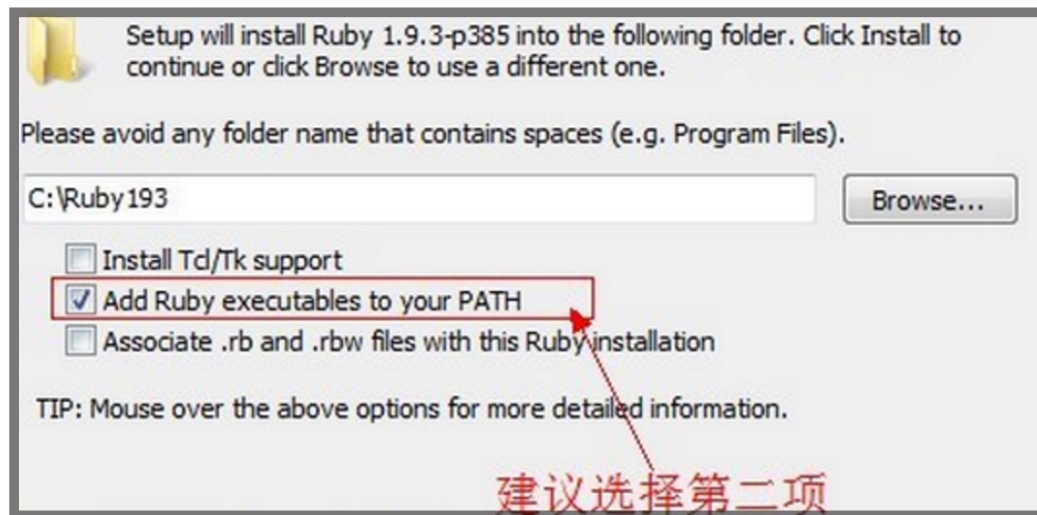 Setup will install Ruby 1.9.3-p385 into the following folder. Click Install to
continue or click Browse to use a different one.
Please avoid any folder name that contains spaces (e.g. Program Files).
C:\Ruby193
Browse...
Install Tcl/Tk support
Add Ruby executables to your PATH
Associate .rb and .rbw files with this Ruby installation
TIP: Mouse over the above options for more detailed information.
建议选择第二项